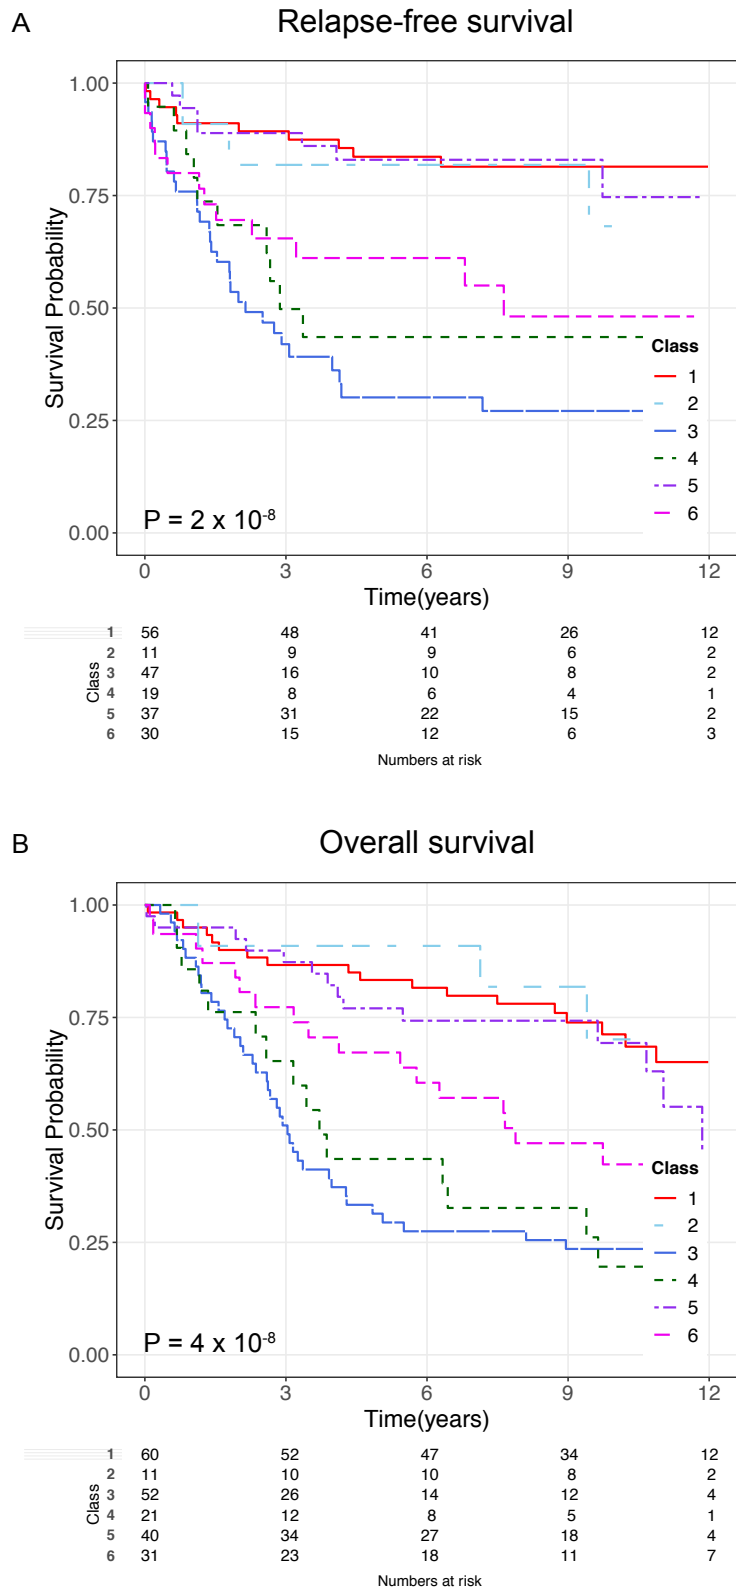 A
Relapse-free survival
1.00
0.75
0.50
0.25
0.00
Survival Probability
Class
1
2
3
4
5
6
P = 2 x 10-8
0 3 6 9 12
Time(years)
Class
1 56 48 41 26 12
2 11 9 9 6 2
3 47 16 10 8 2
4 19 8 6 4 1
5 37 31 22 15 2
6 30 15 12 6 3
Numbers at risk
B
Overall survival
1.00
0.75
0.50
0.25
0.00
Survival Probability
Class
1
2
3
4
5
6
P = 4 x 10-8
0 3 6 9 12
Time(years)
Class
1 60 52 47 34 12
2 11 10 10 8 2
3 52 26 14 12 4
4 21 12 8 5 1
5 40 34 27 18 4
6 31 23 18 11 7
Numbers at risk